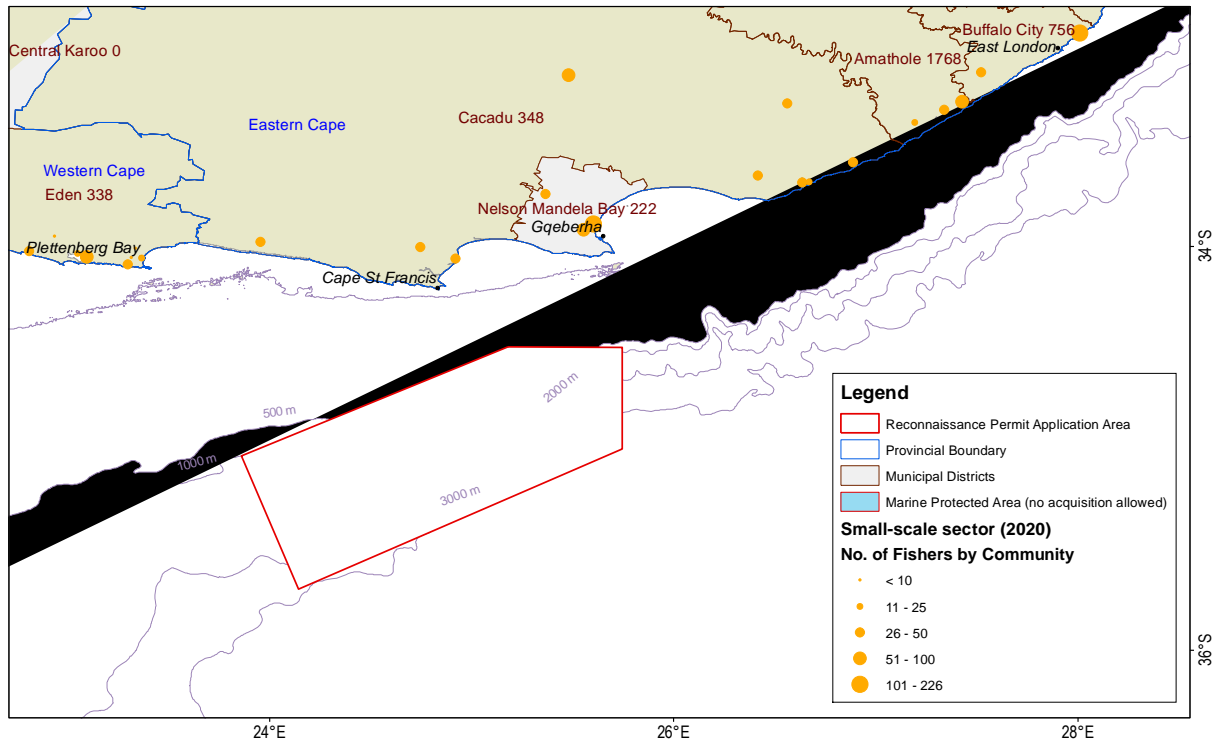 Buffalo City 756
East London
Central Karoo 0
Amathole 1768
Cacadu 348
Eastern Cape
Western Cape
Eden 338
Nelson Mandela Bay 222
Gqeberha
Plettenberg Bay
Cape St Francis
34°S
2000 m
500 m
1000 m
3000 m
Legend
Reconnaissance Permit Application Area
Provincial Boundary
Municipal Districts
Marine Protected Area (no acquisition allowed)
Small-scale sector (2020)
No. of Fishers by Community
< 10
11 - 25
26 - 50
51 - 100
101 - 226
36°S
24°E
26°E
28°E